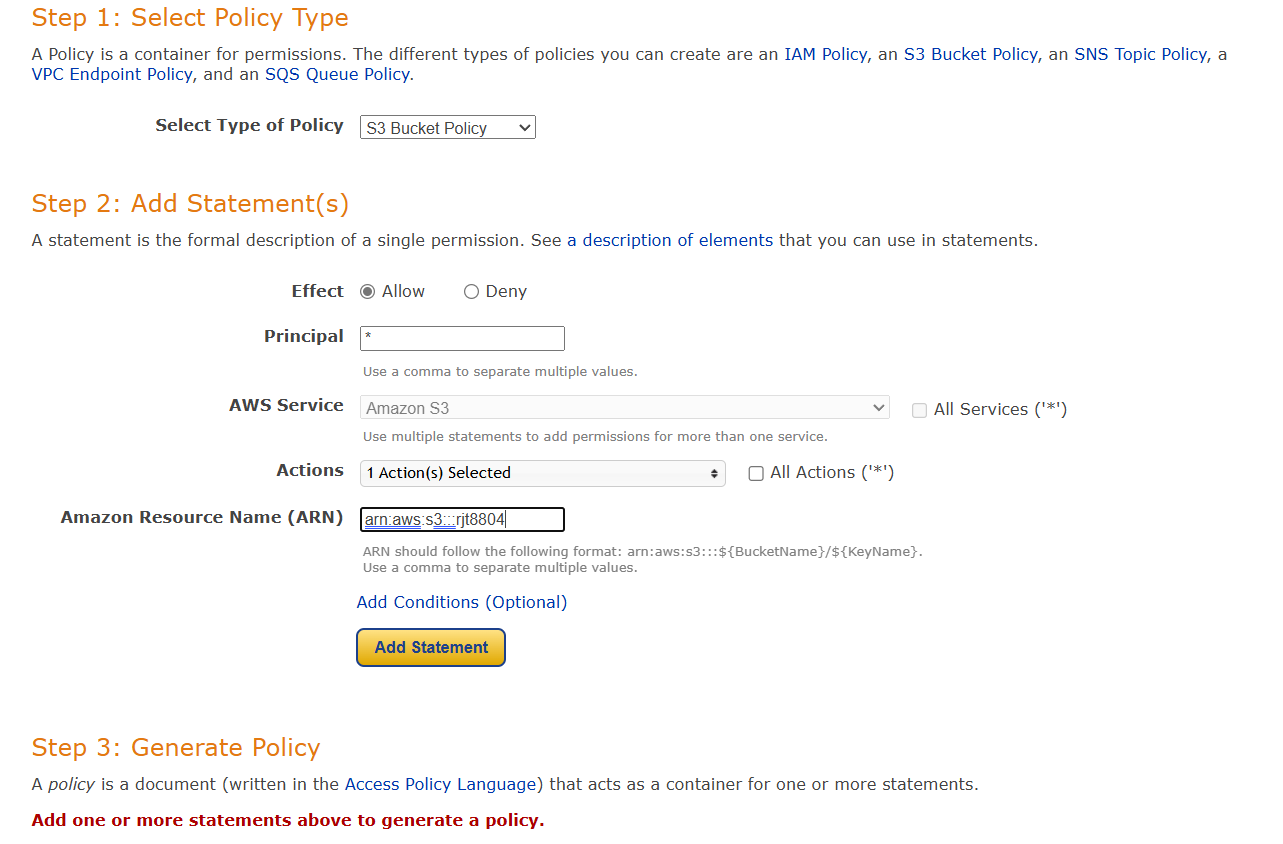 Step 1: Select Policy Type
A Policy is a container for permissions. The different types of policies you can create are an IAM Policy, an S3 Bucket Policy, an SNS Topic Policy, a
VPC Endpoint Policy, and an SQS Queue Policy.
Select Type of Policy S3 Bucket Policy
Step 2: Add Statement(s)
A statement is the formal description of a single permission. See a description of elements that you can use in statements.
Effect Allow Deny
Principal *
Use a comma to separate multiple values.
AWS Service Amazon S3 All Services ('*')
Use multiple statements to add permissions for more than one service.
Actions 1 Action(s) Selected All Actions ('*')
Amazon Resource Name (ARN) arn:aws:s3:::rjt8804
ARN should follow the following format: arn:aws:s3:::${BucketName}/${KeyName}.
Use a comma to separate multiple values.
Add Conditions (Optional)
Add Statement
Step 3: Generate Policy
A policy is a document (written in the Access Policy Language) that acts as a container for one or more statements.
Add one or more statements above to generate a policy.